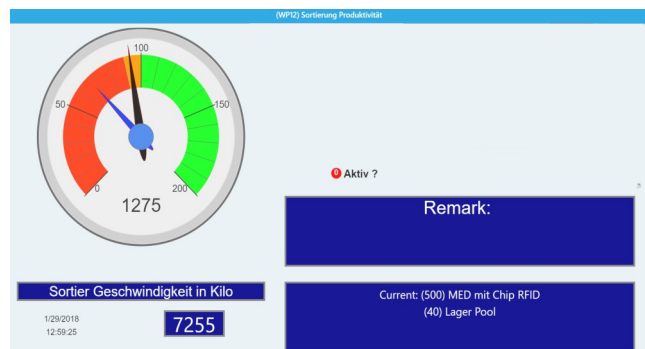 (WP12) Sortierung Produktivität
100
50
150
0
200
1275
0 Aktiv ?
Remark:
Sortier Geschwindigkeit in Kilo
Current: (500) MED mit Chip RFID
(40) Lager Pool
1/29/2018
12:59:25
7255